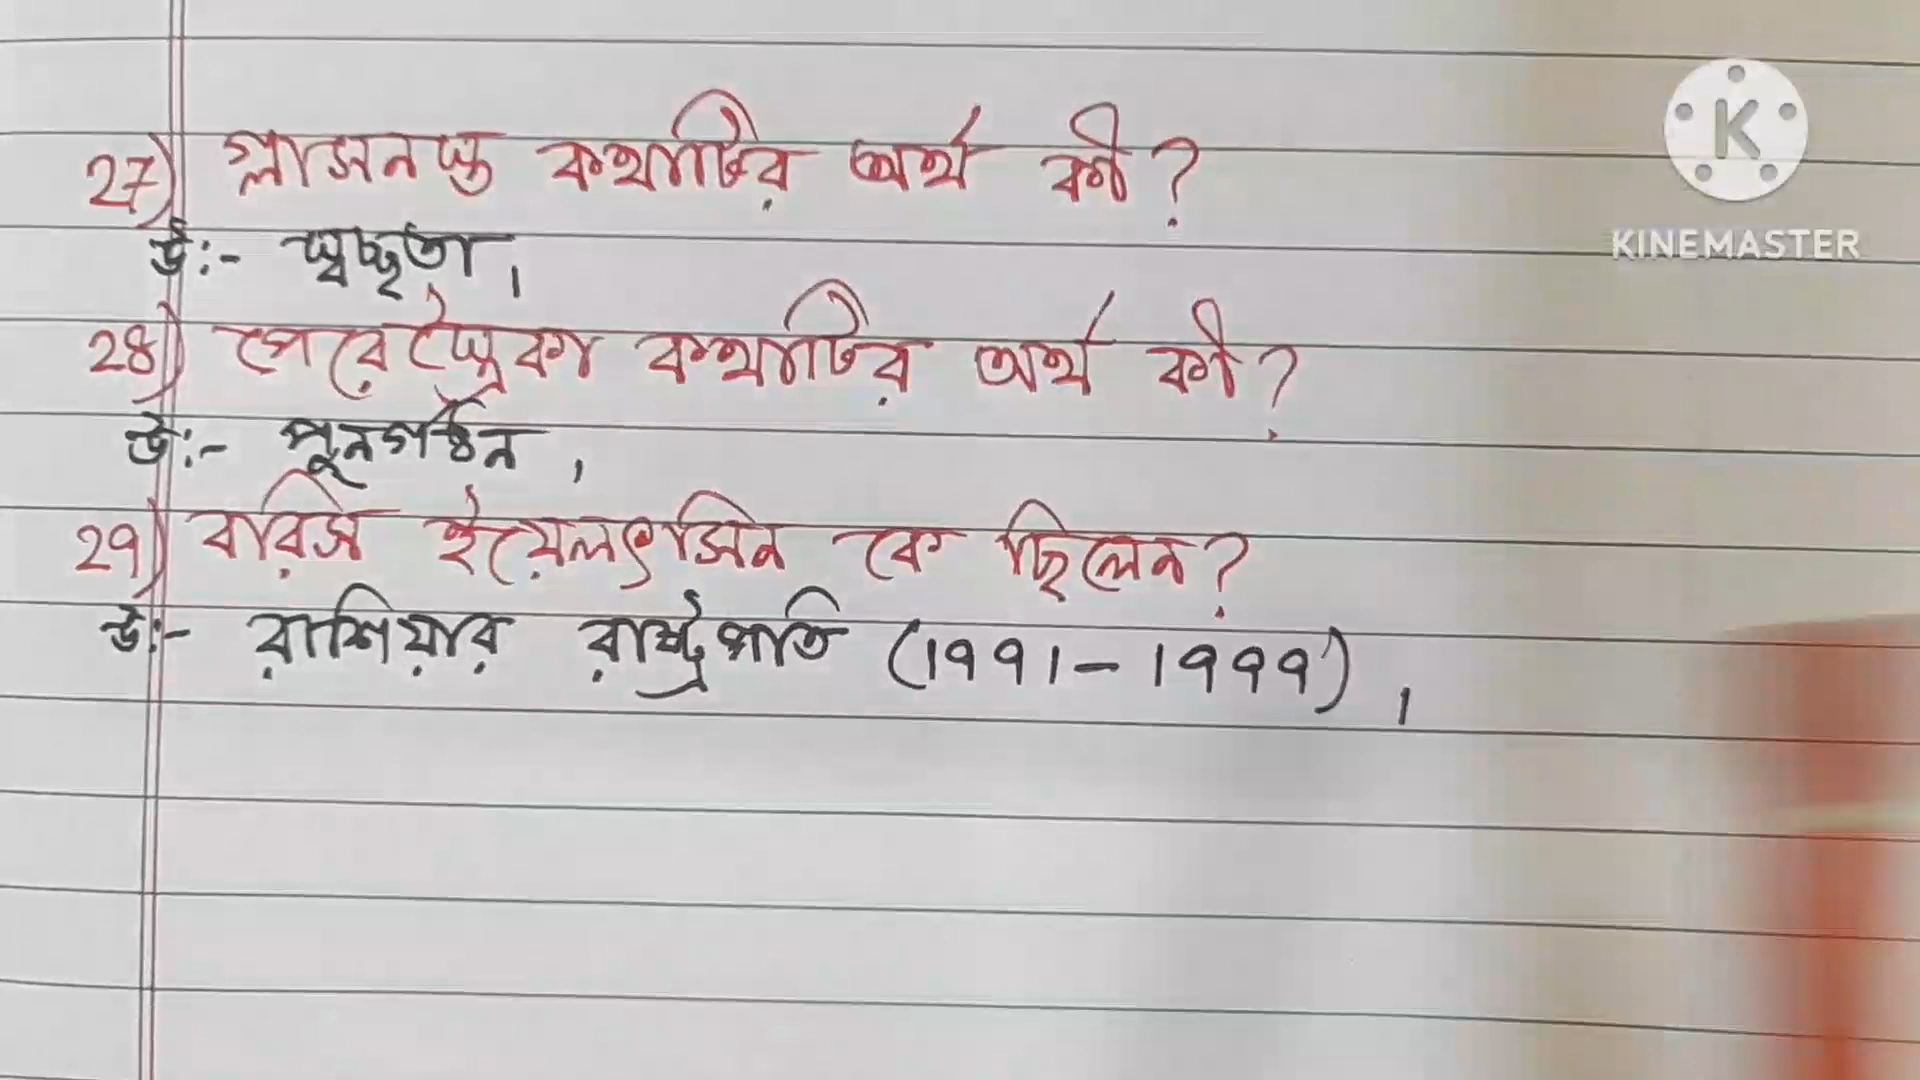 27) গ্লাসনস্ত কথাটির অর্থ কী?
উঃ- স্বচ্ছতা।
28) পেরেস্ত্রৈকা কথাটির অর্থ কী?
উঃ- পুনর্গঠন।
29) বরিস ইয়েলৎসিন কে ছিলেন?
উঃ- রাশিয়ার রাষ্ট্রপতি (1991-1999)।
KINEMASTER